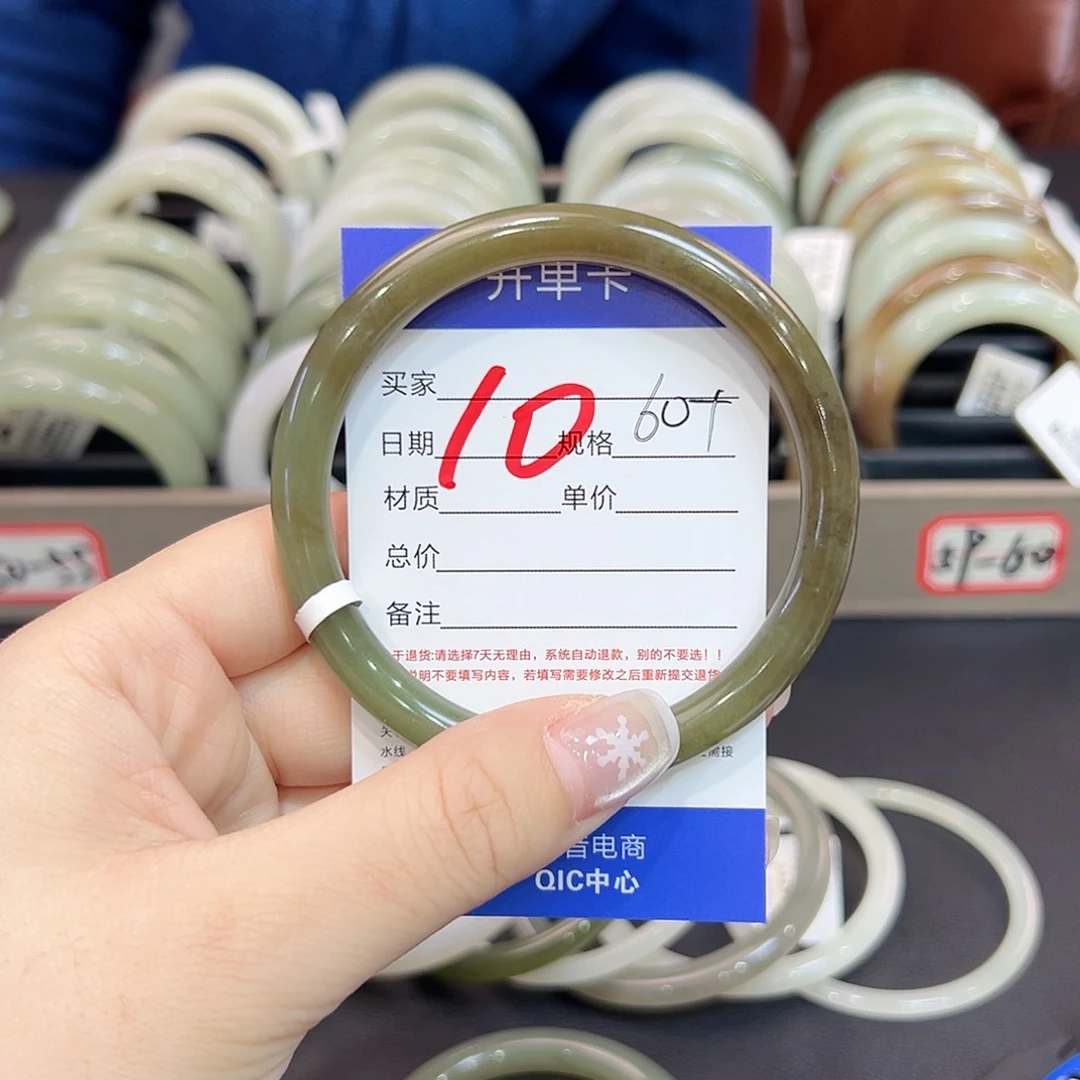 开单卡
买家
10
60+
日期 规格
材质 单价
总价
备注
于退货:请选择7天无理由，系统自动退款，别的不要选！！
说明不要填写内容，若填写需要修改之后重新提交退货
水线 需接
音电商
QIC中心
-60